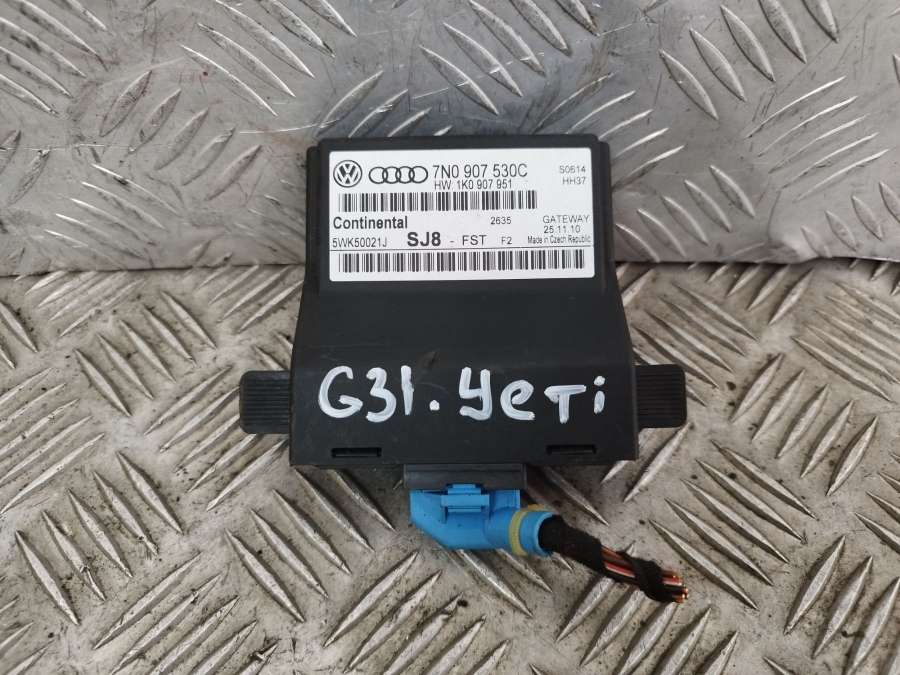 7N0 907 530C
HW: 1K0 907 951
S0614
HH37
Continental 2635 GATEWAY
25.11.10
5WK50021J SJ8 - FST F2 Made in Czech Republic
G31. Yeti